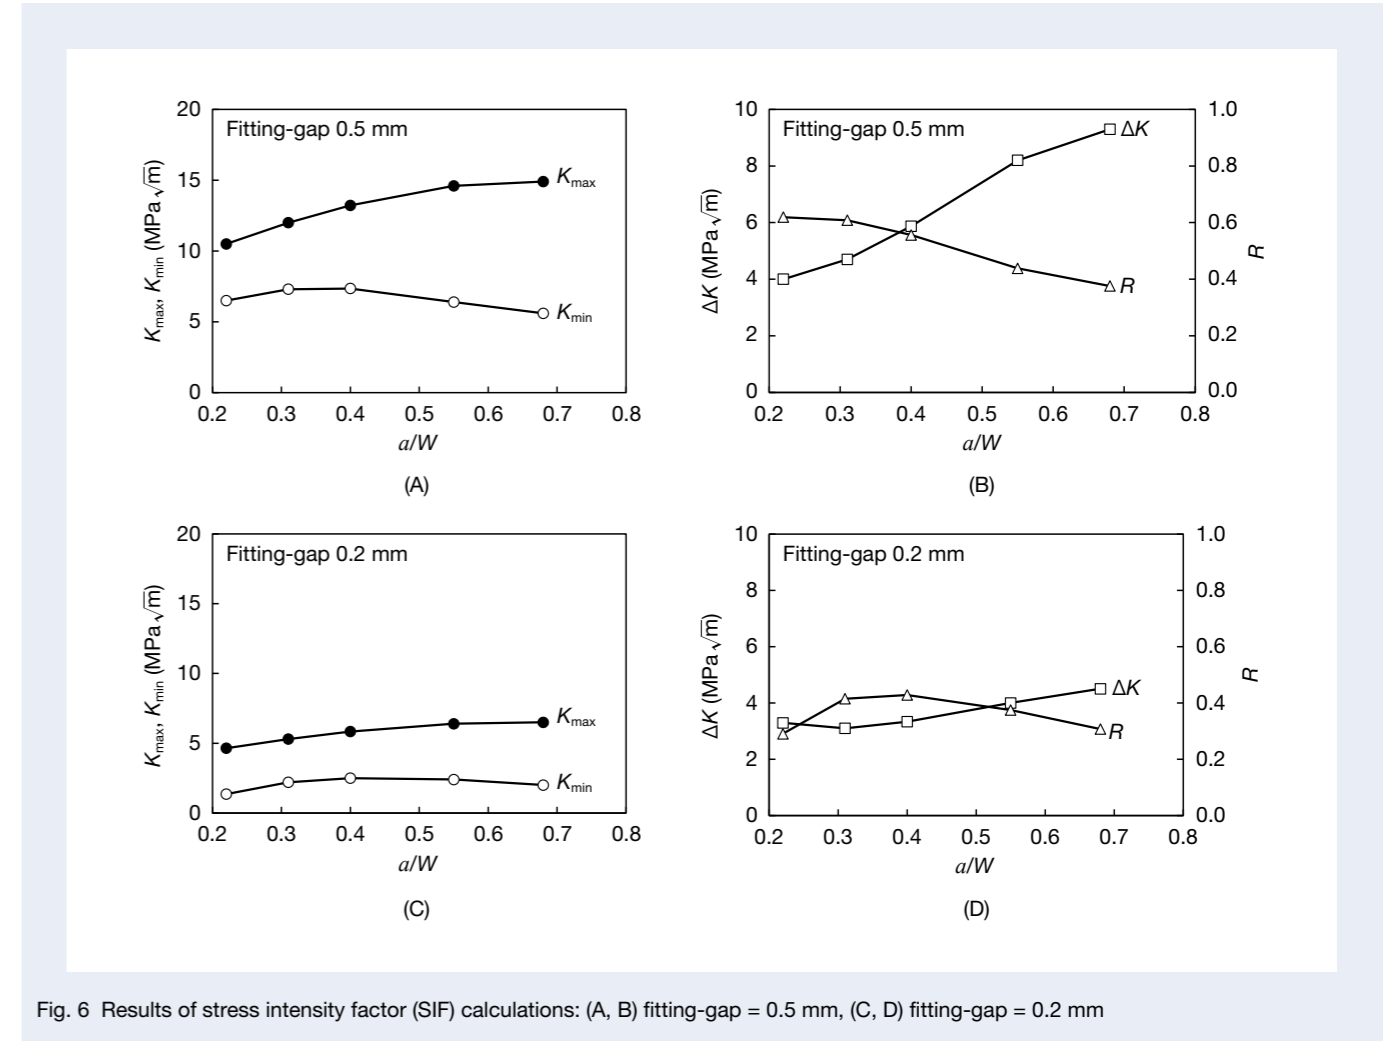 20
15
10
5
0
Kmax, Kmin (MPa√m)
Fitting-gap 0.5 mm
Kmax
Kmin
0.2 0.3 0.4 0.5 0.6 0.7 0.8
a/W
(A)
10
8
6
4
2
0
ΔK (MPa√m)
Fitting-gap 0.5 mm
ΔK
R
1.0
0.8
0.6
0.4
0.2
0.0
R
0.2 0.3 0.4 0.5 0.6 0.7 0.8
a/W
(B)
20
15
10
5
0
Kmax, Kmin (MPa√m)
Fitting-gap 0.2 mm
Kmax
Kmin
0.2 0.3 0.4 0.5 0.6 0.7 0.8
a/W
(C)
10
8
6
4
2
0
ΔK (MPa√m)
Fitting-gap 0.2 mm
ΔK
R
1.0
0.8
0.6
0.4
0.2
0.0
R
0.2 0.3 0.4 0.5 0.6 0.7 0.8
a/W
(D)
Fig. 6 Results of stress intensity factor (SIF) calculations: (A, B) fitting-gap = 0.5 mm, (C, D) fitting-gap = 0.2 mm